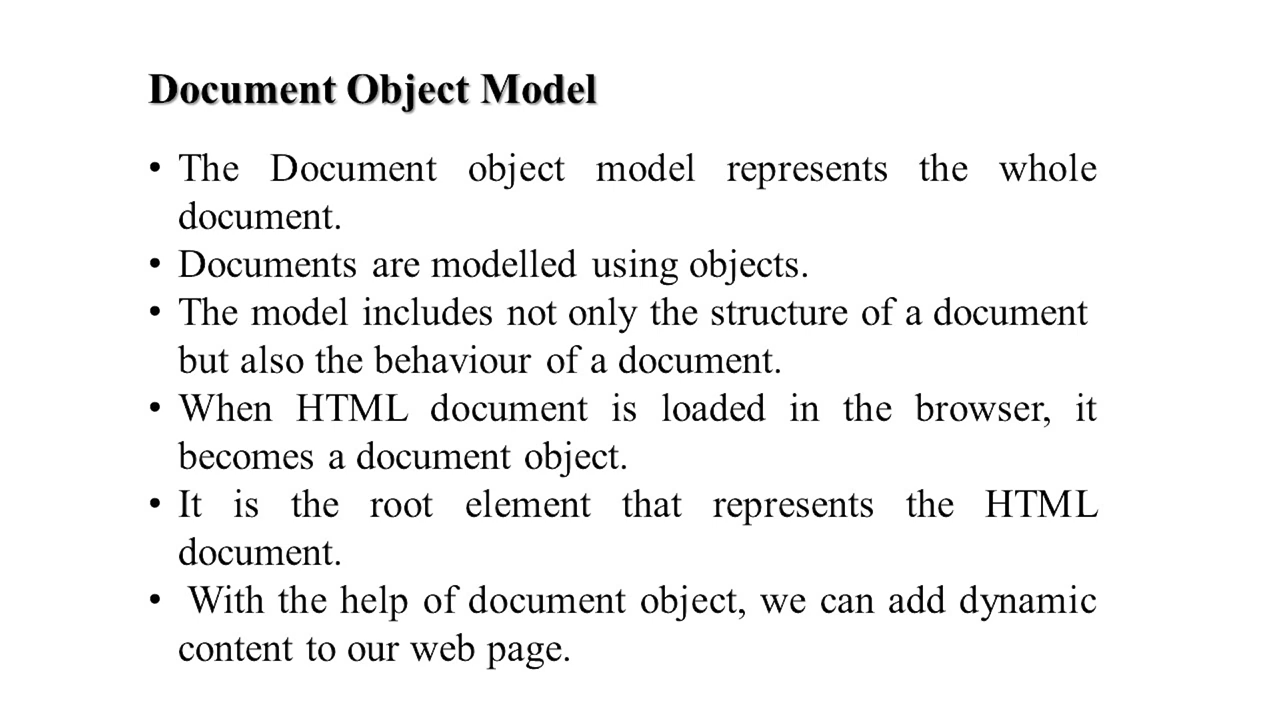 Document Object Model
• The Document object model represents the whole
document.
• Documents are modelled using objects.
• The model includes not only the structure of a document
but also the behaviour of a document.
• When HTML document is loaded in the browser, it
becomes a document object.
• It is the root element that represents the HTML
document.
• With the help of document object, we can add dynamic
content to our web page.